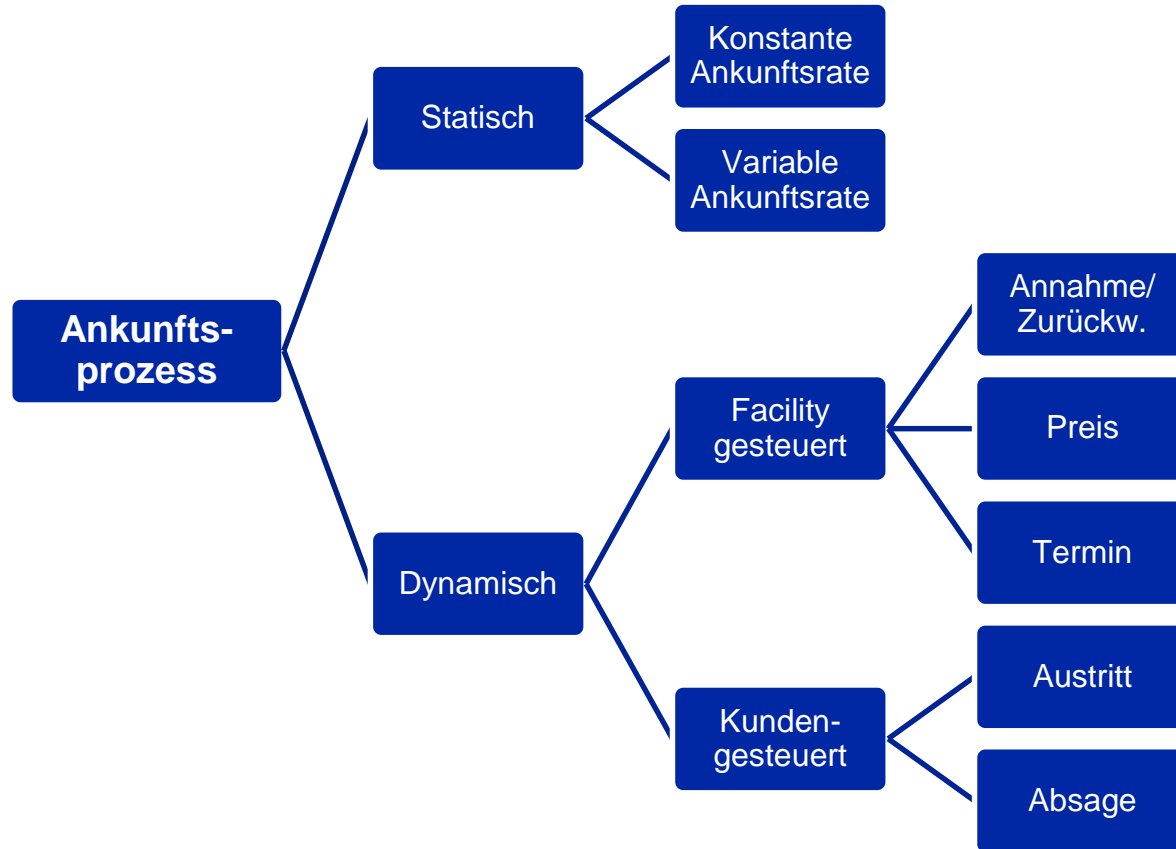 Konstante
Ankunftsrate
Statisch
Variable
Ankunftsrate
Ankunfts-
prozess
Annahme/
Zurückw.
Facility
gesteuert
Preis
Termin
Dynamisch
Austritt
Kunden-
gesteuert
Absage